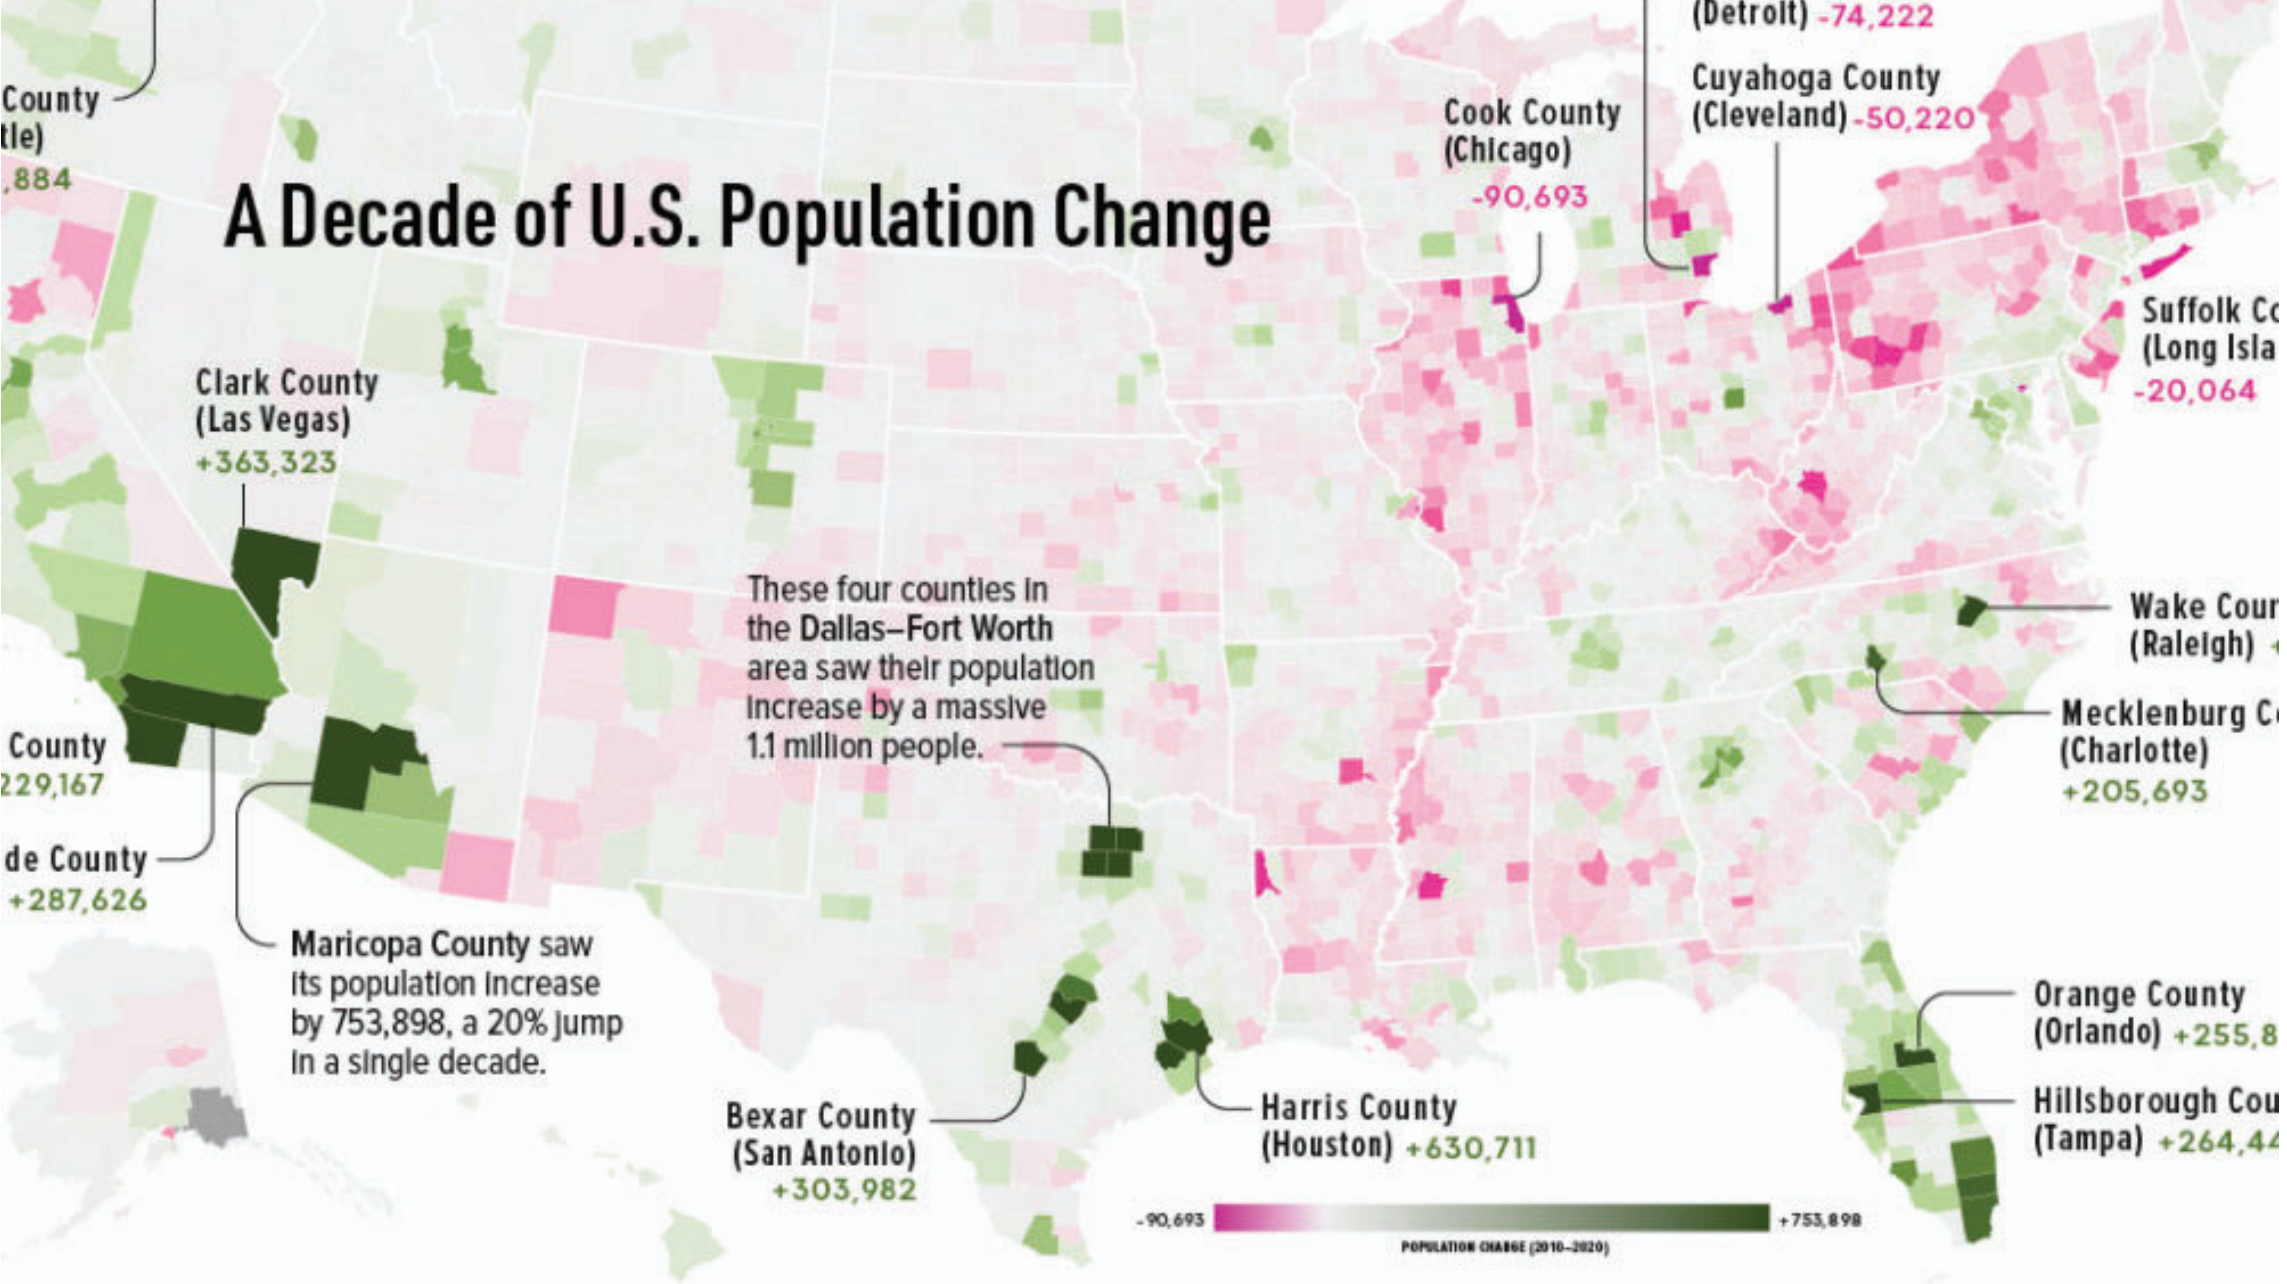 (Detroit) -74,222
Cuyahoga County
(Cleveland) -50,220
County
tle)
,884
Cook County
(Chicago)
-90,693
A Decade of U.S. Population Change
Suffolk Co
(Long Isla
-20,064
Clark County
(Las Vegas)
+363,323
These four counties in
the Dallas–Fort Worth
area saw their population
increase by a massive
1.1 million people.
Wake Coun
(Raleigh) +
Mecklenburg Co
(Charlotte)
+205,693
County
229,167
de County
+287,626
Maricopa County saw
its population increase
by 753,898, a 20% jump
in a single decade.
Orange County
(Orlando) +255,8
Hillsborough Cou
(Tampa) +264,44
Bexar County
(San Antonio)
+303,982
Harris County
(Houston) +630,711
-90,693
+753,898
POPULATION CHANGE (2010–2020)